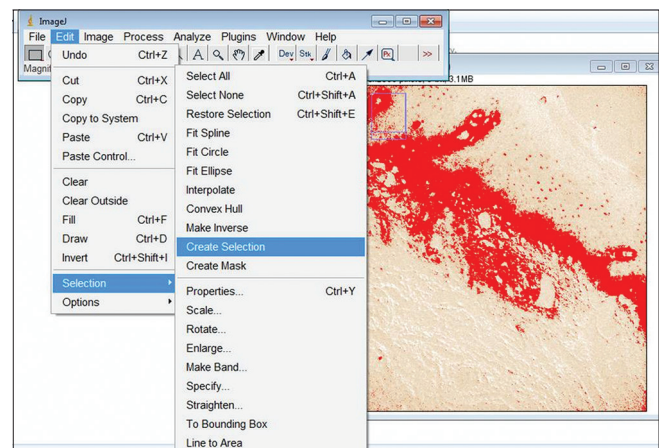 ImageJ
File Edit Image Process Analyze Plugins Window Help
Dev Stk
>>
Magnif
3.1MB
Undo Ctrl+Z
Cut Ctrl+X
Copy Ctrl+C
Copy to System
Paste Ctrl+V
Paste Control...
Clear
Clear Outside
Fill Ctrl+F
Draw Ctrl+D
Invert Ctrl+Shift+I
Selection
Options
Select All Ctrl+A
Select None Ctrl+Shift+A
Restore Selection Ctrl+Shift+E
Fit Spline
Fit Circle
Fit Ellipse
Interpolate
Convex Hull
Make Inverse
Create Selection
Create Mask
Properties... Ctrl+Y
Scale...
Rotate...
Enlarge...
Make Band...
Specify...
Straighten...
To Bounding Box
Line to Area